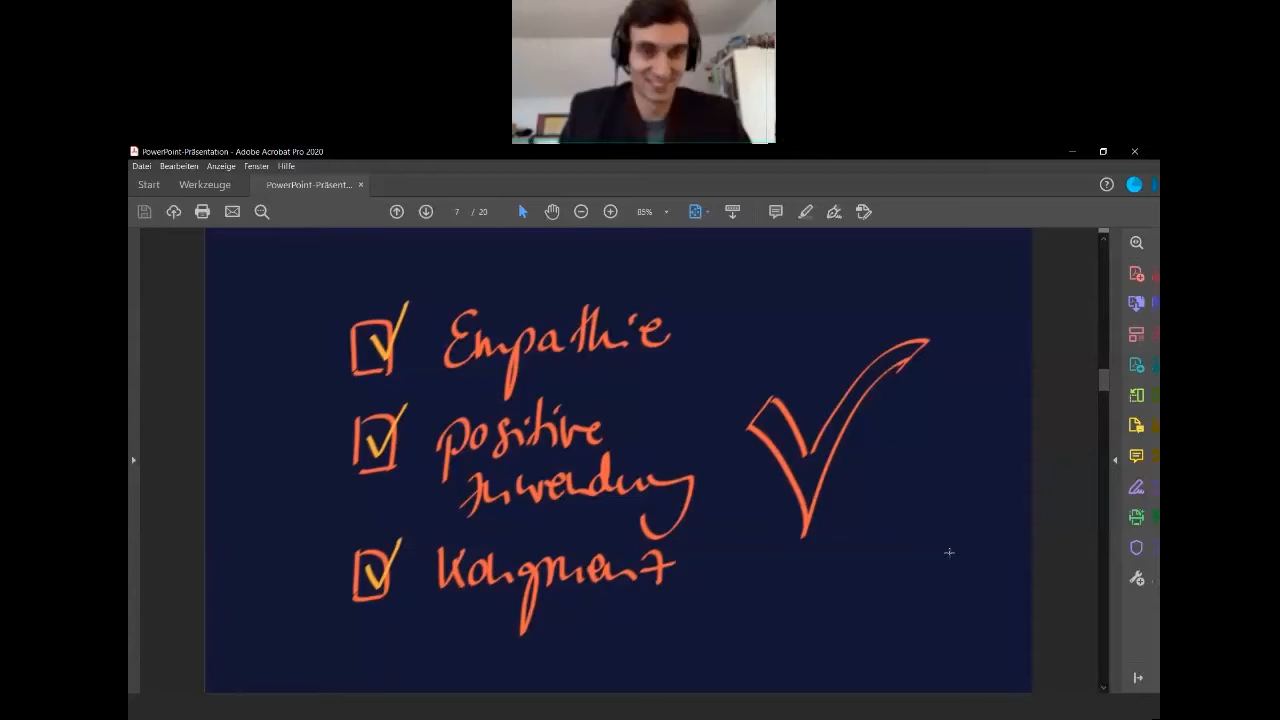 PowerPoint-Präsentation - Adobe Acrobat Pro 2020
Datei Bearbeiten Anzeige Fenster Hilfe
Start Werkzeuge PowerPoint-Präsent... ×
7 / 20 85%
Empathie
positive
Zuwendung
Kongruenz